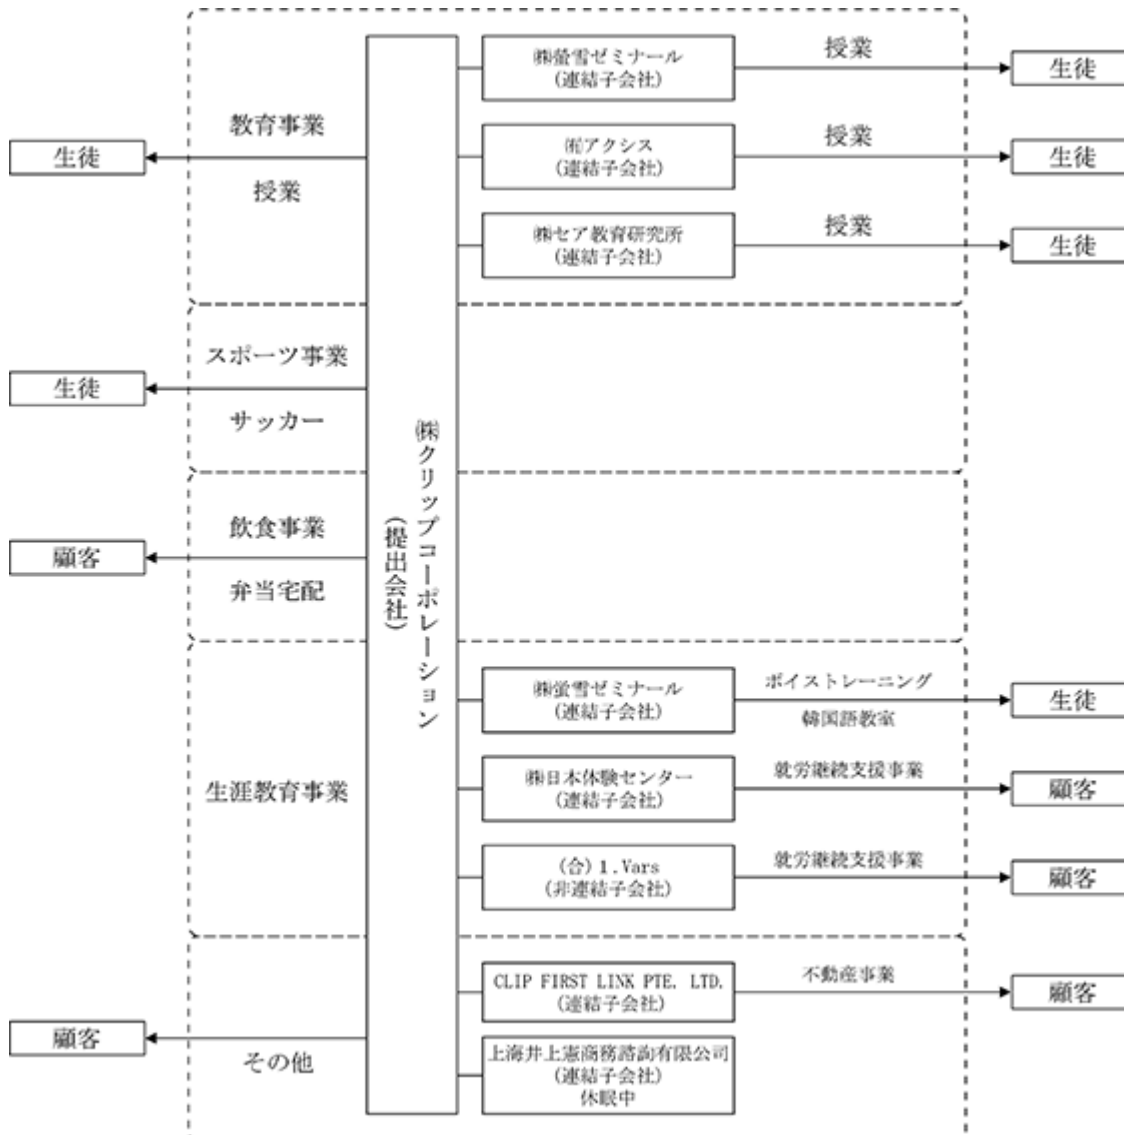 ㈱螢雪ゼミナール
(連結子会社)
授業
生徒
教育事業
生徒
授業
㈲アクシス
(連結子会社)
授業
生徒
㈱セア教育研究所
(連結子会社)
授業
生徒
スポーツ事業
生徒
サッカー
㈱クリップコーポレーション
(提出会社)
飲食事業
顧客
弁当宅配
㈱螢雪ゼミナール
(連結子会社)
ボイストレーニング
韓国語教室
生徒
生涯教育事業
㈱日本体験センター
(連結子会社)
就労継続支援事業
顧客
(合)1.Vars
(非連結子会社)
就労継続支援事業
顧客
CLIP FIRST LINK PTE. LTD.
(連結子会社)
不動産事業
顧客
顧客
その他
上海井上憲商務諮詢有限公司
(連結子会社)
休眠中